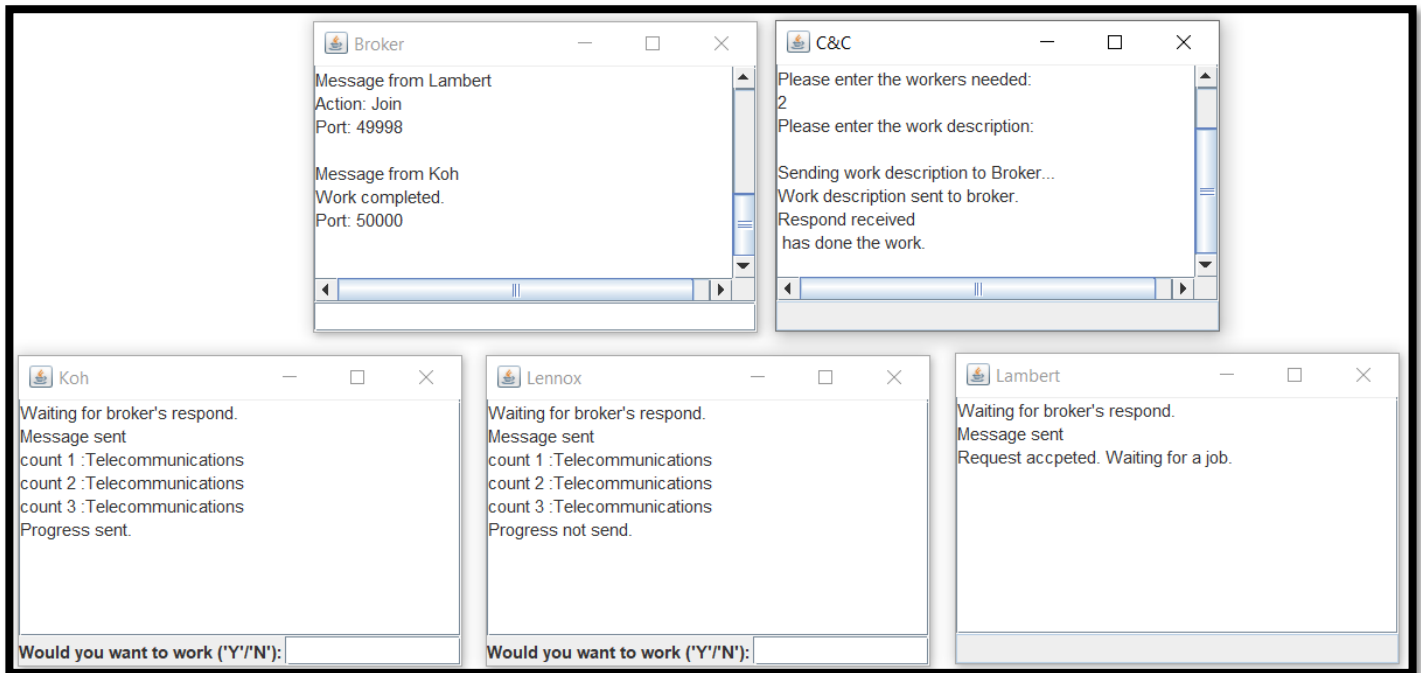 Broker
Message from Lambert
Action: Join
Port: 49998
Message from Koh
Work completed.
Port: 50000
C&C
Please enter the workers needed:
2
Please enter the work description:
Sending work description to Broker...
Work description sent to broker.
Respond received
has done the work.
Koh
Waiting for broker's respond.
Message sent
count 1 :Telecommunications
count 2 :Telecommunications
count 3 :Telecommunications
Progress sent.
Would you want to work ('Y'/'N'):
Lennox
Waiting for broker's respond.
Message sent
count 1 :Telecommunications
count 2 :Telecommunications
count 3 :Telecommunications
Progress not send.
Would you want to work ('Y'/'N'):
Lambert
Waiting for broker's respond.
Message sent
Request accpeted. Waiting for a job.